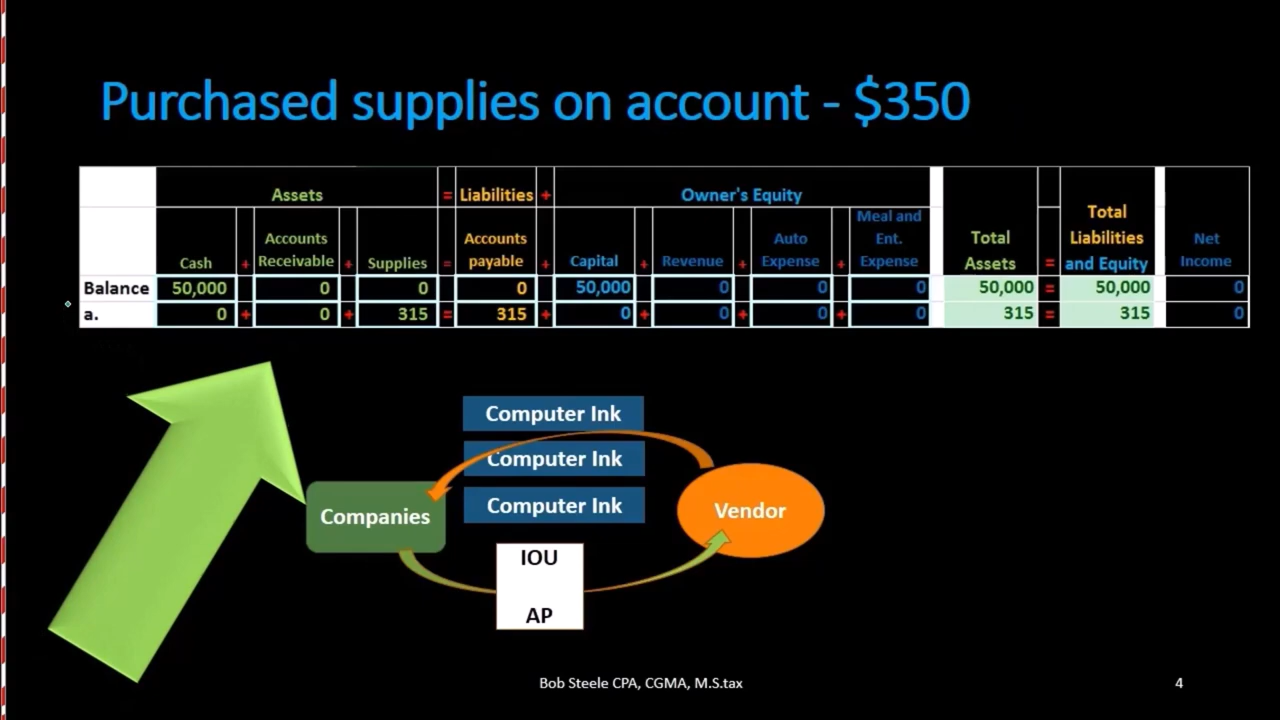 Purchased supplies on account - $350
Assets = Liabilities + Owner's Equity
Cash + Accounts Receivable + Supplies = Accounts payable + Capital + Revenue + Auto Expense + Meal and Ent. Expense Total Assets = Total Liabilities and Equity Net Income
Balance 50,000 0 0 0 50,000 0 0 0 50,000 = 50,000 0
a. 0 + 0 + 315 = 315 + 0 + 0 + 0 + 0 315 = 315 0
Computer Ink
Computer Ink
Computer Ink
Companies
Vendor
IOU
AP
Bob Steele CPA, CGMA, M.S.tax
4